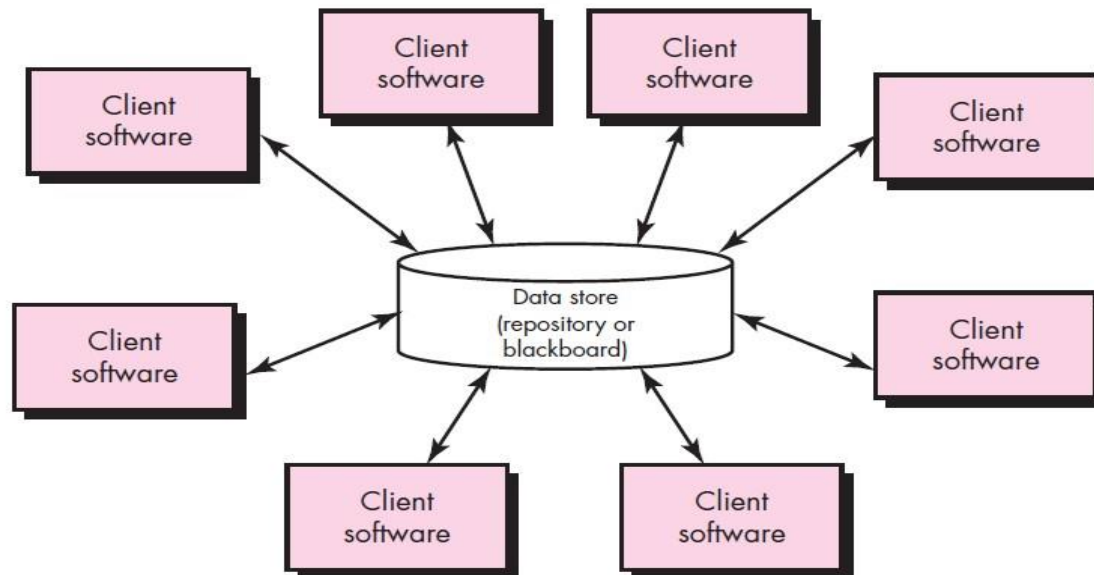 Client
software
Client
software
Client
software
Client
software
Data store
(repository or
blackboard)
Client
software
Client
software
Client
software
Client
software